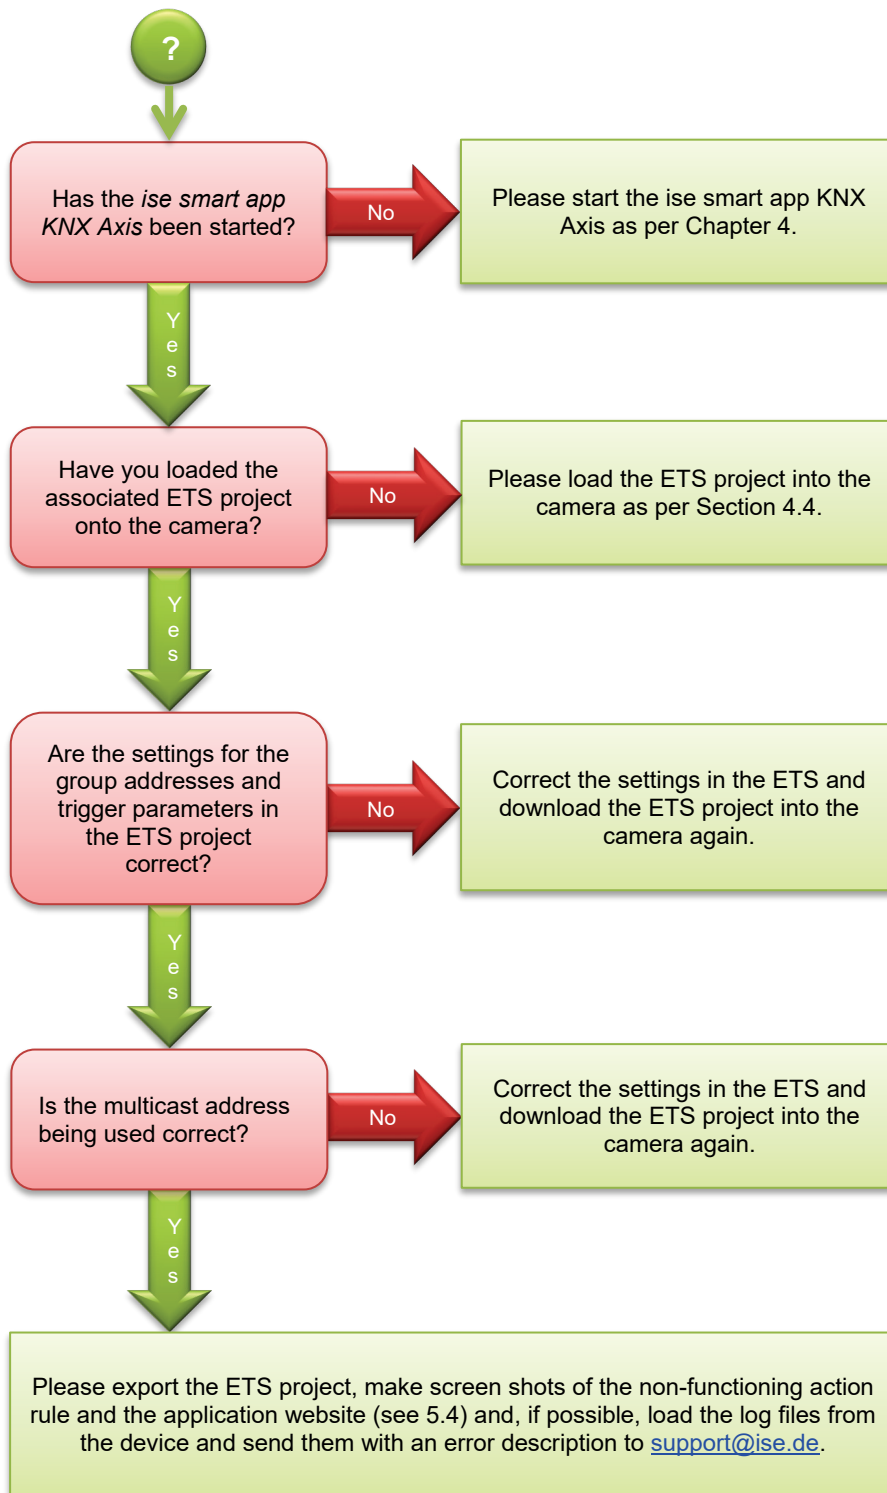 ?
Has the ise smart app
KNX Axis been started?
No
Please start the ise smart app KNX
Axis as per Chapter 4.
Yes
Have you loaded the
associated ETS project
onto the camera?
No
Please load the ETS project into the
camera as per Section 4.4.
Yes
Are the settings for the
group addresses and
trigger parameters in
the ETS project
correct?
No
Correct the settings in the ETS and
download the ETS project into the
camera again.
Yes
Is the multicast address
being used correct?
No
Correct the settings in the ETS and
download the ETS project into the
camera again.
Yes
Please export the ETS project, make screen shots of the non-functioning action
rule and the application website (see 5.4) and, if possible, load the log files from
the device and send them with an error description to support@ise.de.